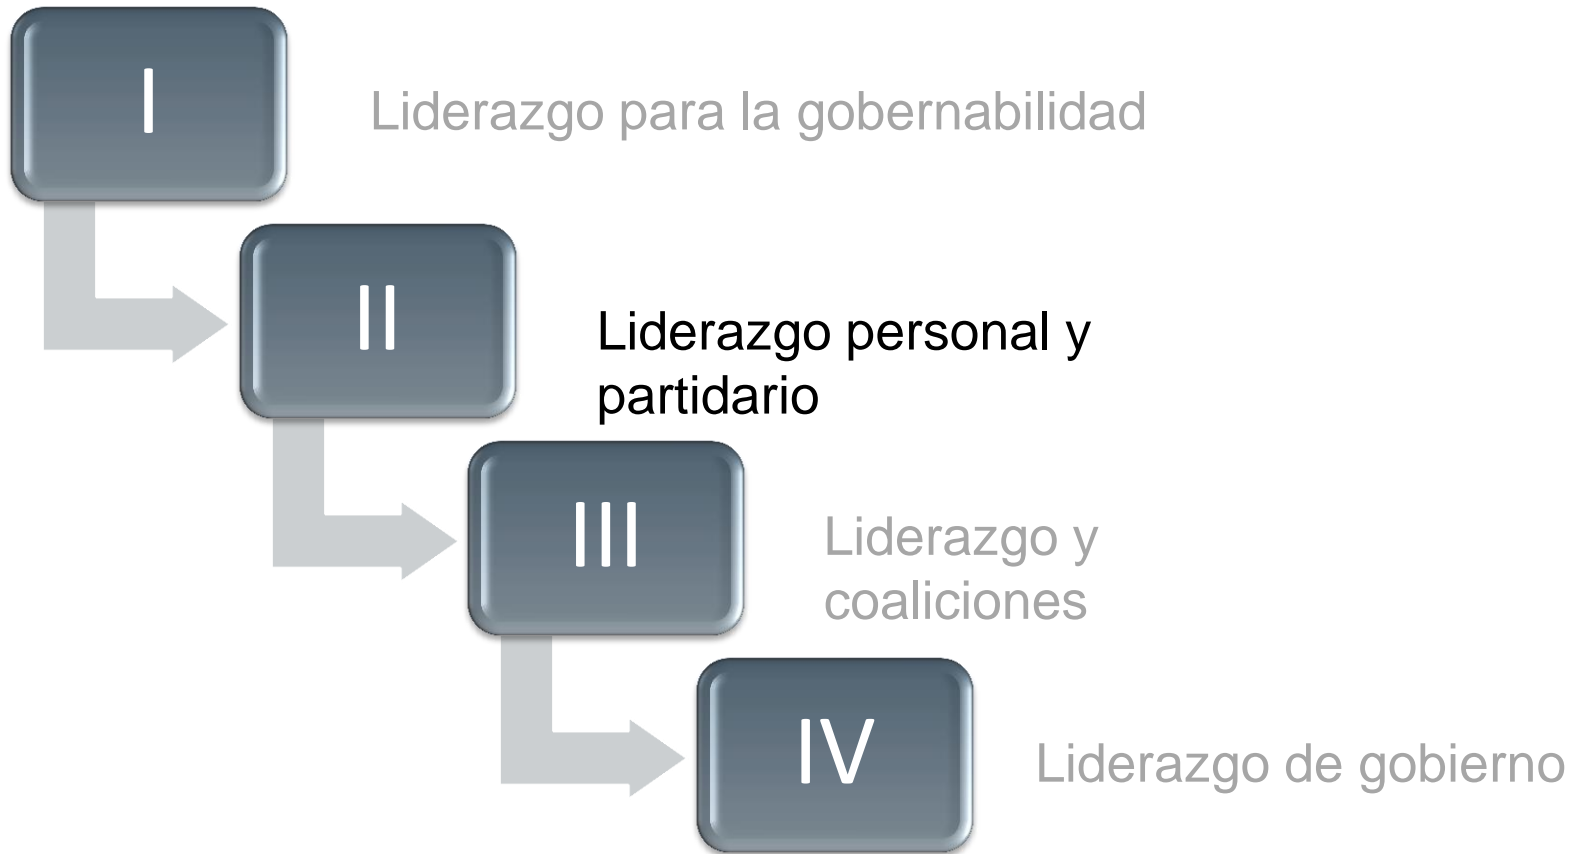 I
Liderazgo para la gobernabilidad
II
Liderazgo personal y
partidario
III
Liderazgo y
coaliciones
IV
Liderazgo de gobierno